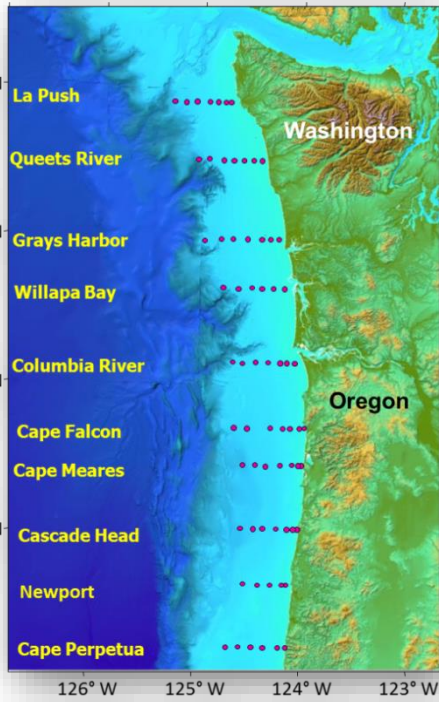 La Push
Washington
Queets River
Grays Harbor
Willapa Bay
Columbia River
Oregon
Cape Falcon
Cape Meares
Cascade Head
Newport
Cape Perpetua
126° W 125° W 124° W 123° W